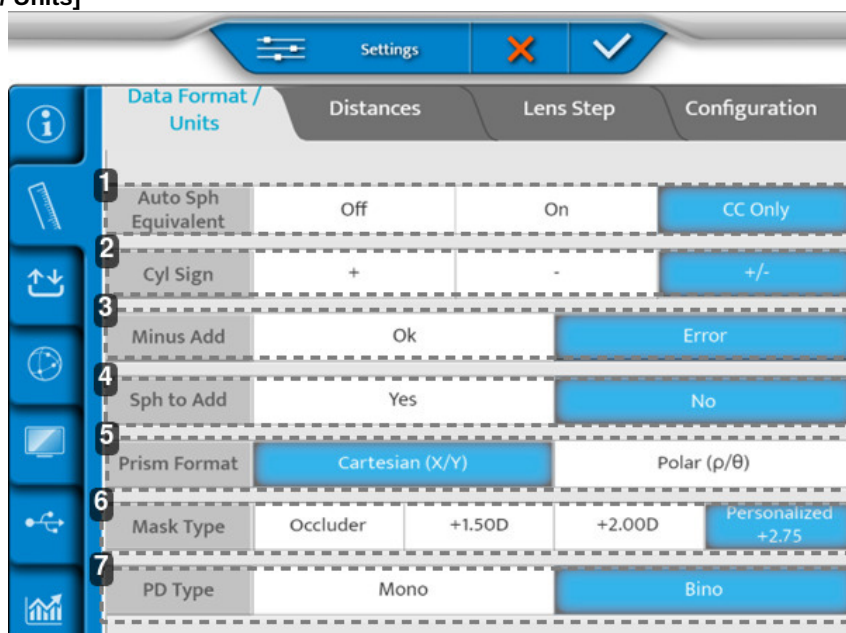 / Units]
Settings
Data Format /
Units
Distances
Lens Step
Configuration
1
Auto Sph
Equivalent
Off
On
CC Only
2
Cyl Sign
+
-
+/-
3
Minus Add
Ok
Error
4
Sph to Add
Yes
No
5
Prism Format
Cartesian (X/Y)
Polar (ρ/θ)
6
Mask Type
Occluder
+1.50D
+2.00D
Personalized
+2.75
7
PD Type
Mono
Bino